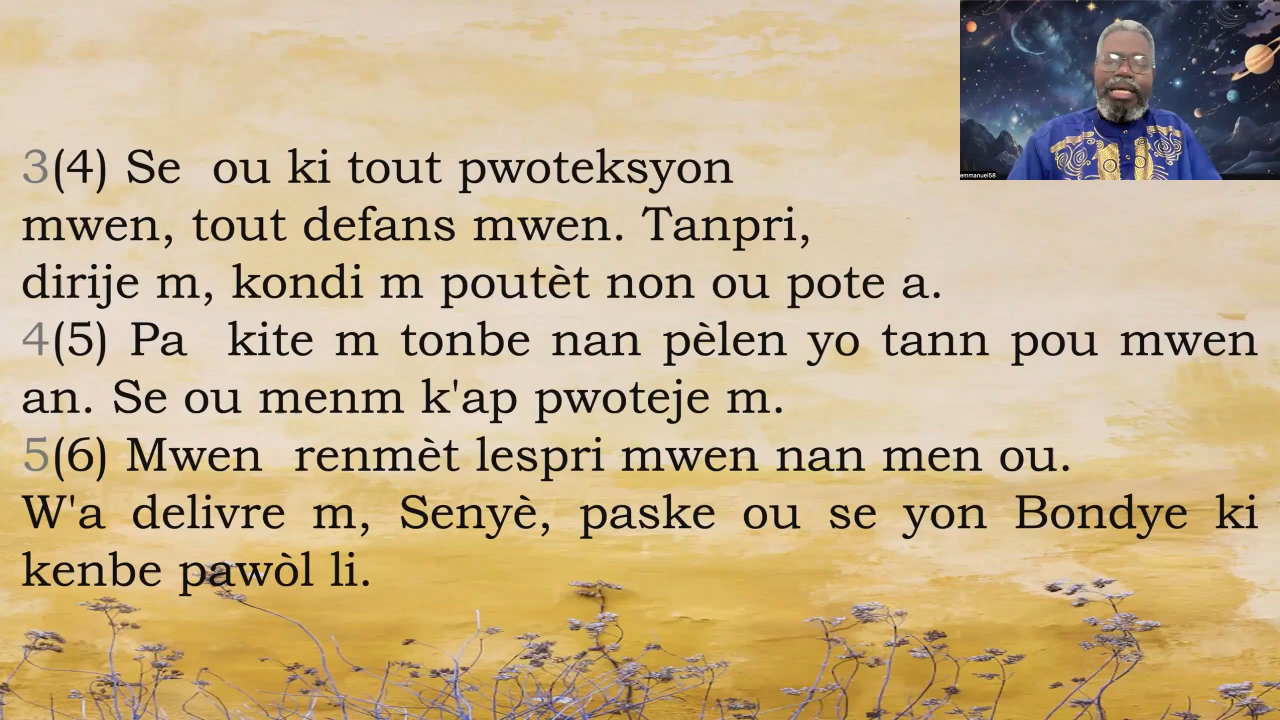 3(4) Se ou ki tout pwoteksyon
mwen, tout defans mwen. Tanpri,
dirije m, kondi m poutèt non ou pote a.
4(5) Pa kite m tonbe nan pèlen yo tann pou mwen
an. Se ou menm k'ap pwoteje m.
5(6) Mwen renmèt lespri mwen nan men ou.
W'a delivre m, Senyè, paske ou se yon Bondye ki
kenbe pawòl li.
emmanuel58